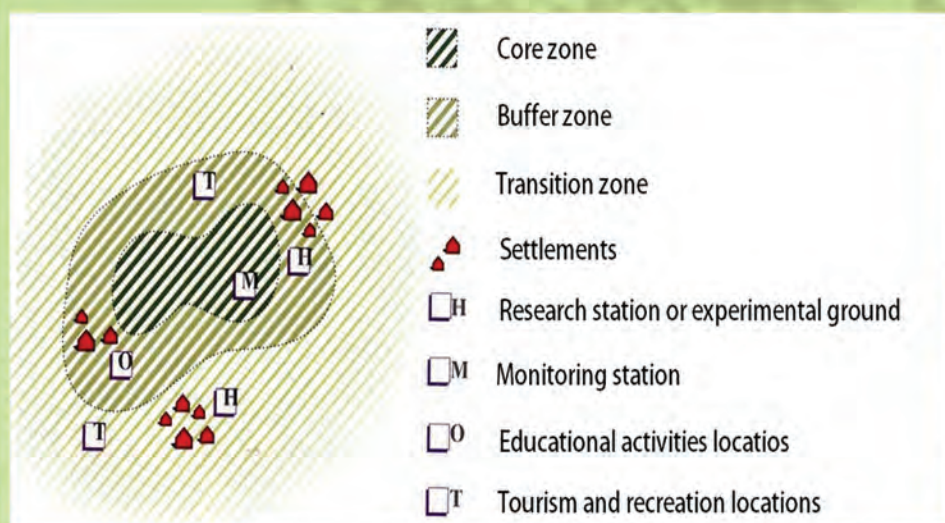 Core zone
Buffer zone
Transition zone
Settlements
H Research station or experimental ground
M Monitoring station
O Educational activities locatios
T Tourism and recreation locations
T
H
M
O
H
T